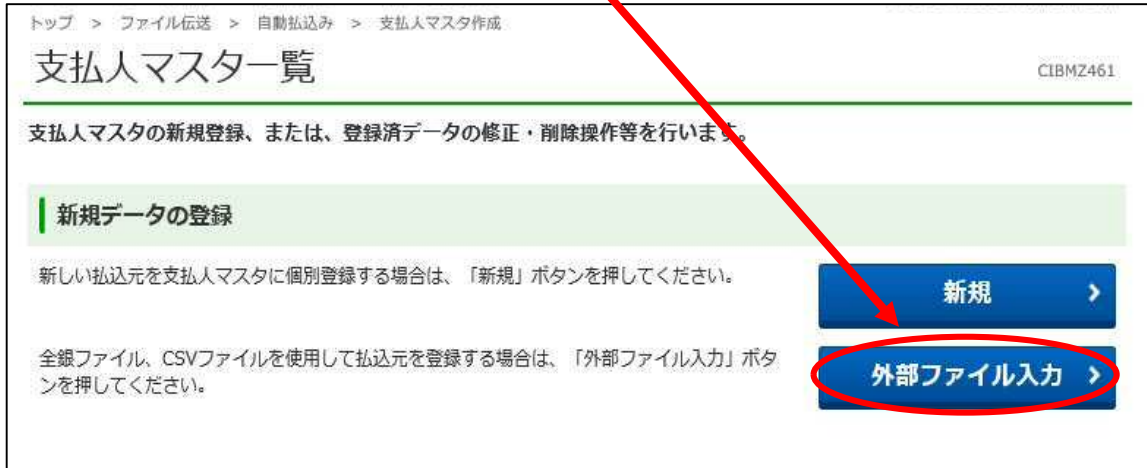 トップ > ファイル伝送 > 自動払込み > 支払人マスタ作成
支払人マスター覧
CIBMZ461
支払人マスタの新規登録、または、登録済データの修正・削除操作等を行います。
新規データの登録
新しい払込元を支払人マスタに個別登録する場合は、「新規」ボタンを押してください。
新規
全銀ファイル、CSVファイルを使用して払込元を登録する場合は、「外部ファイル入力」ボタ
ンを押してください。
外部ファイル入力